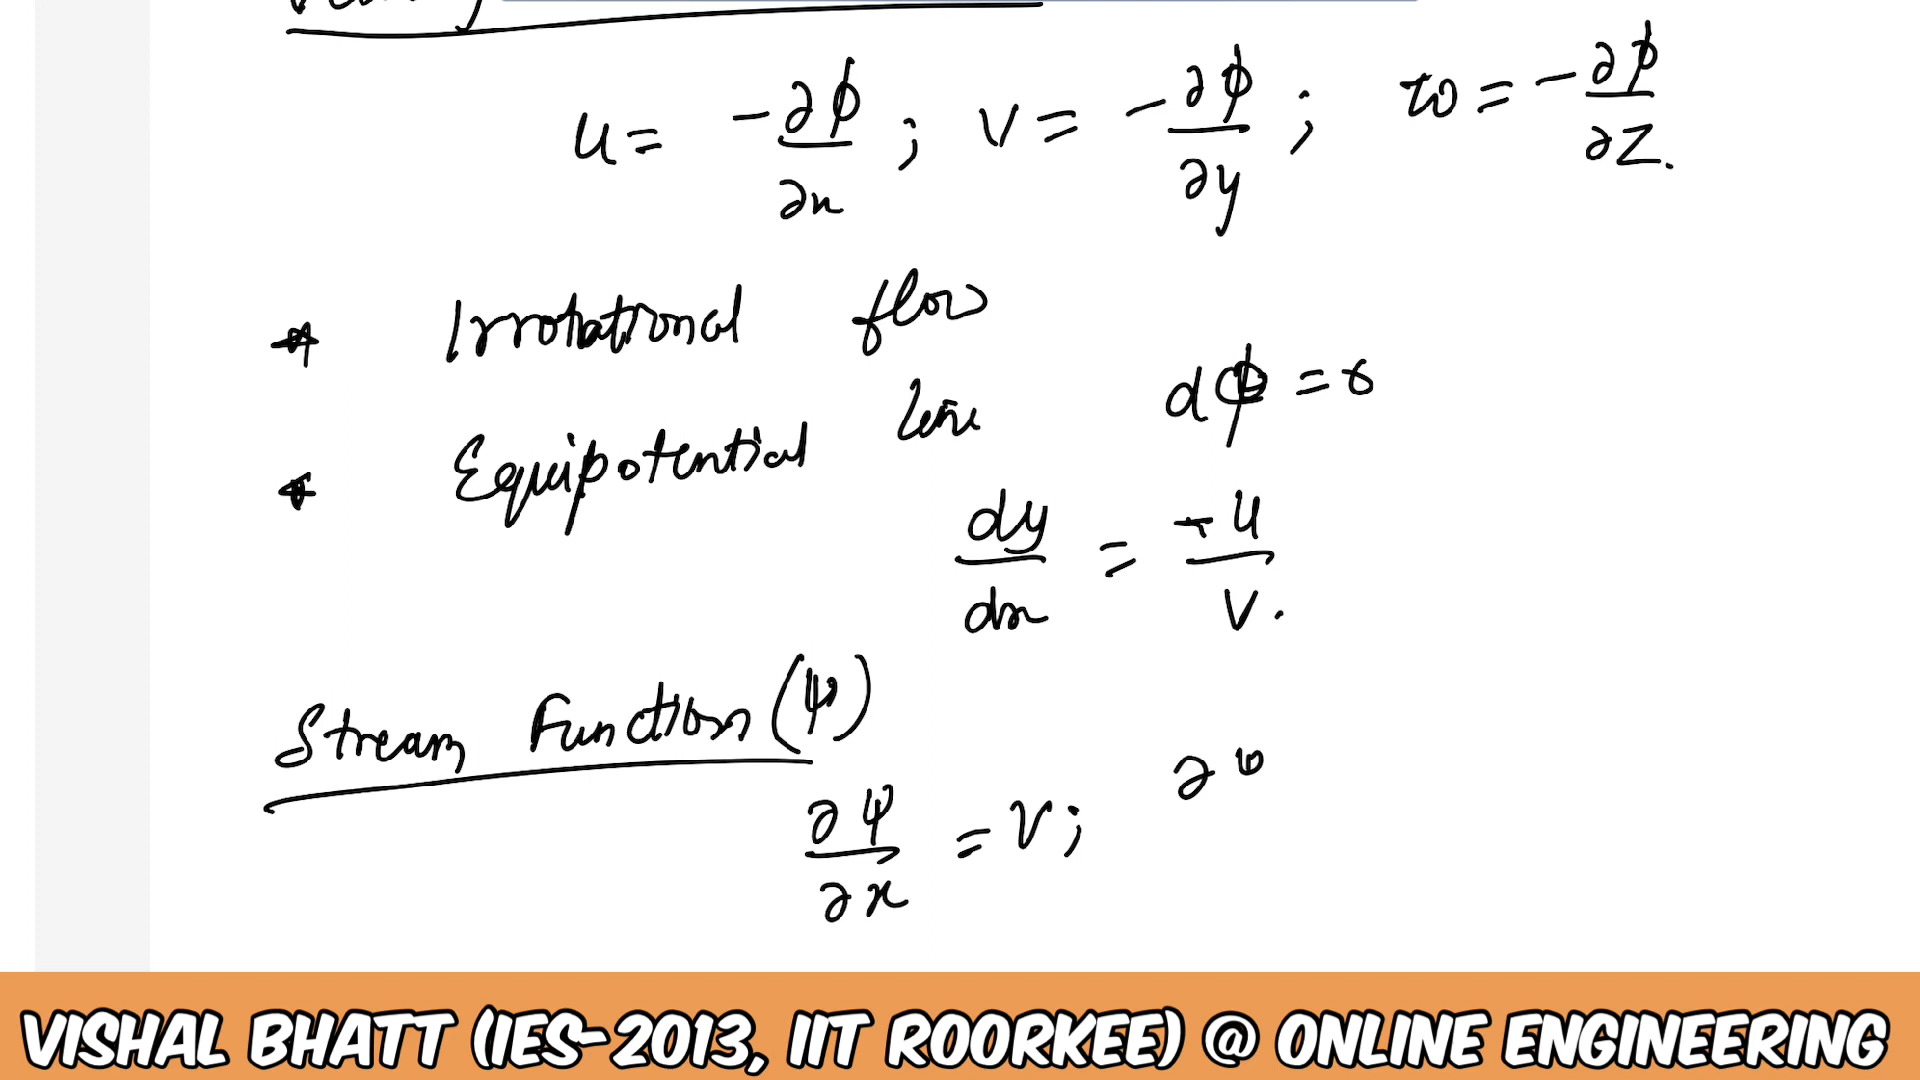 u = -∂φ/∂x ; v = -∂φ/∂y ; w = -∂φ/∂z.
* Irrotational flow
* Equipotential line dφ = 0
dy/dx = -u/v.
Stream Function (ψ)
∂ψ/∂x = v; ∂ψ
VISHAL BHATT (IES-2013, IIT ROORKEE) @ ONLINE ENGINEERING